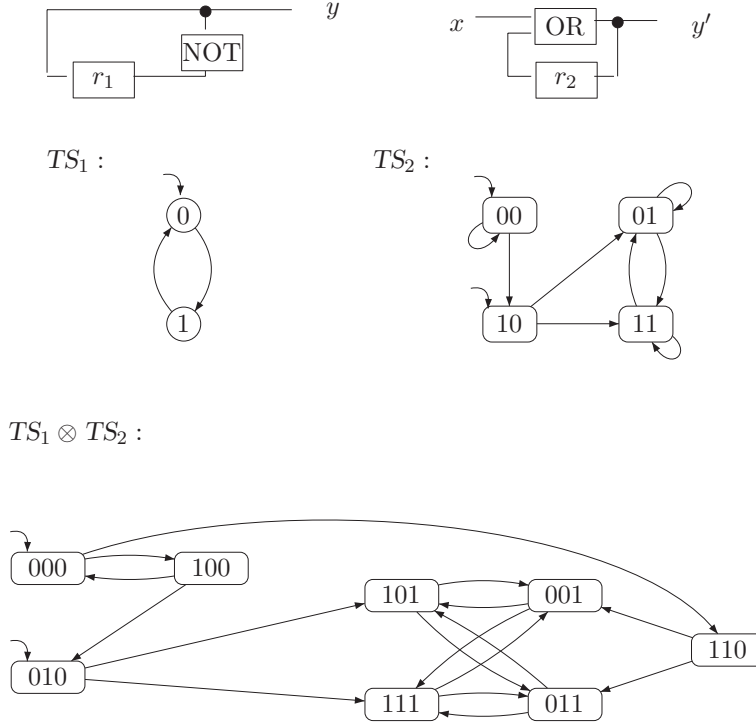 y
NOT
r₁
x
OR
y′
r₂
TS₁ :
0
1
TS₂ :
00
01
10
11
TS₁ ⊗ TS₂ :
000
100
101
001
110
010
111
011